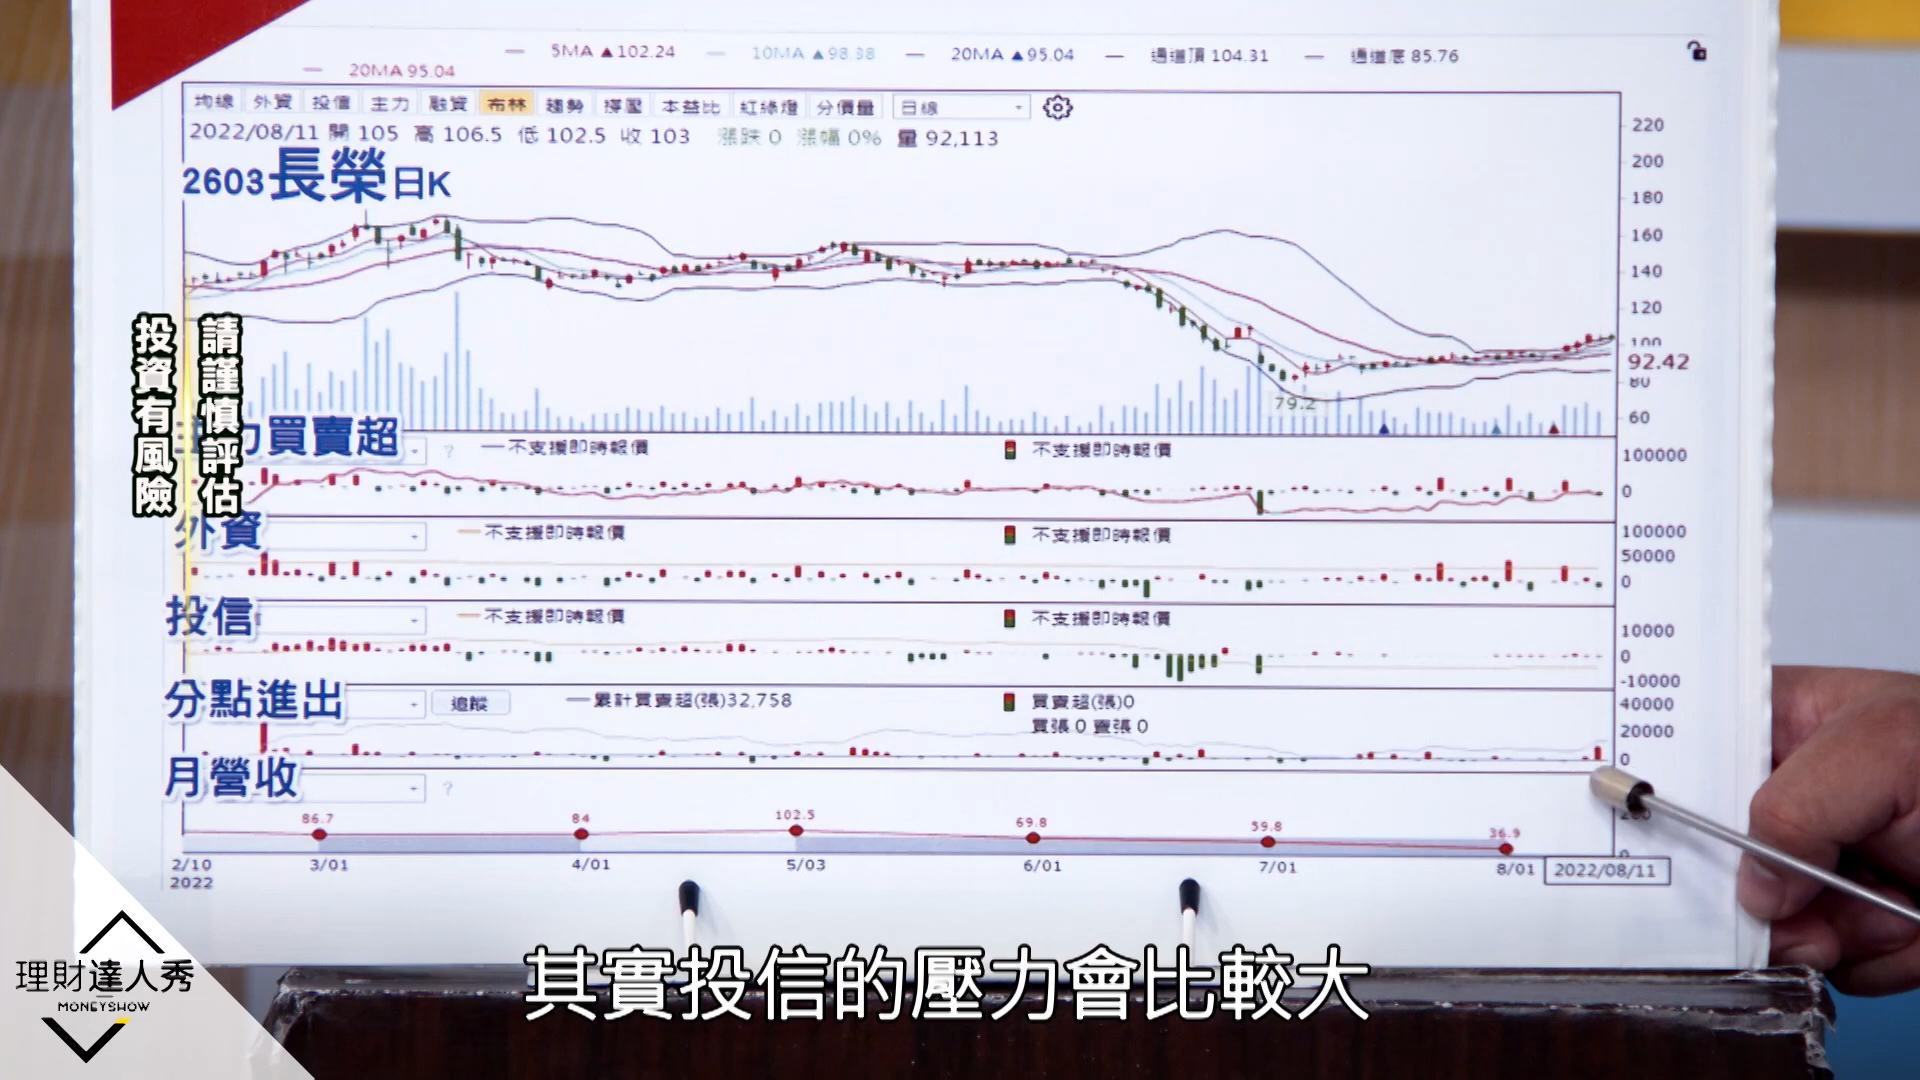 5MA ▲102.24
10MA ▲98.98
20MA ▲95.04
通道頂 104.31
通道底 85.76
20MA 95.04
均線 外資 投信 主力 融資 布林 趨勢 撐壓 本益比 紅綠燈 分價量 日線
2022/08/11 開 105 高 106.5 低 102.5 收 103 漲跌 0 漲幅 0% 量 92,113
2603長榮日K
220
200
180
160
140
120
100
92.42
80
60
79.2
請謹慎評估
投資有風險
力買賣超
? 不支援即時報價
不支援即時報價
100000
0
外資
不支援即時報價
不支援即時報價
100000
50000
0
投信
不支援即時報價
不支援即時報價
10000
0
-10000
分點進出
追蹤
累計買賣超(張)32,758
買賣超(張)0
買張 0 賣張 0
40000
20000
0
月營收
?
86.7 84 102.5 69.8 59.8 36.9
0
2/10 3/01 4/01 5/03 6/01 7/01 8/01 2022/08/11
2022
其實投信的壓力會比較大
理財達人秀
MONEYSHOW